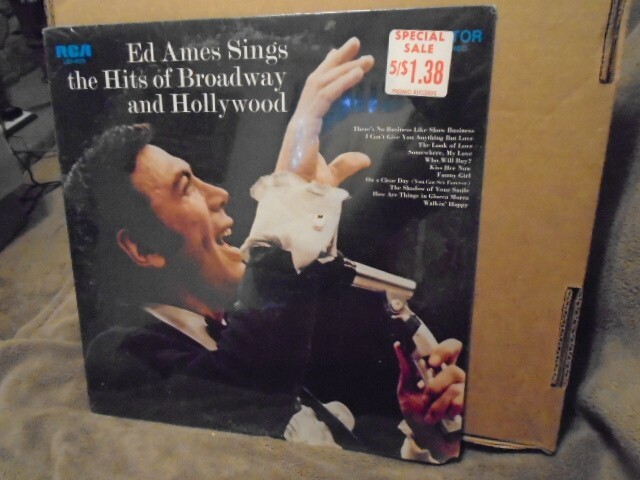 RCA
Ed Ames Sings
the Hits of Broadway
and Hollywood
SPECIAL
SALE
5/$1.38
TOR
There's No Business Like Show Business
I Can't Give You Anything But Love
The Look of Love
Somewhere, My Love
Who Will Buy?
Kiss Her Now
Funny Girl
On a Clear Day (You Can See Forever)
The Shadow of Your Smile
How Are Things in Glocca Morra
Walkin' Happy